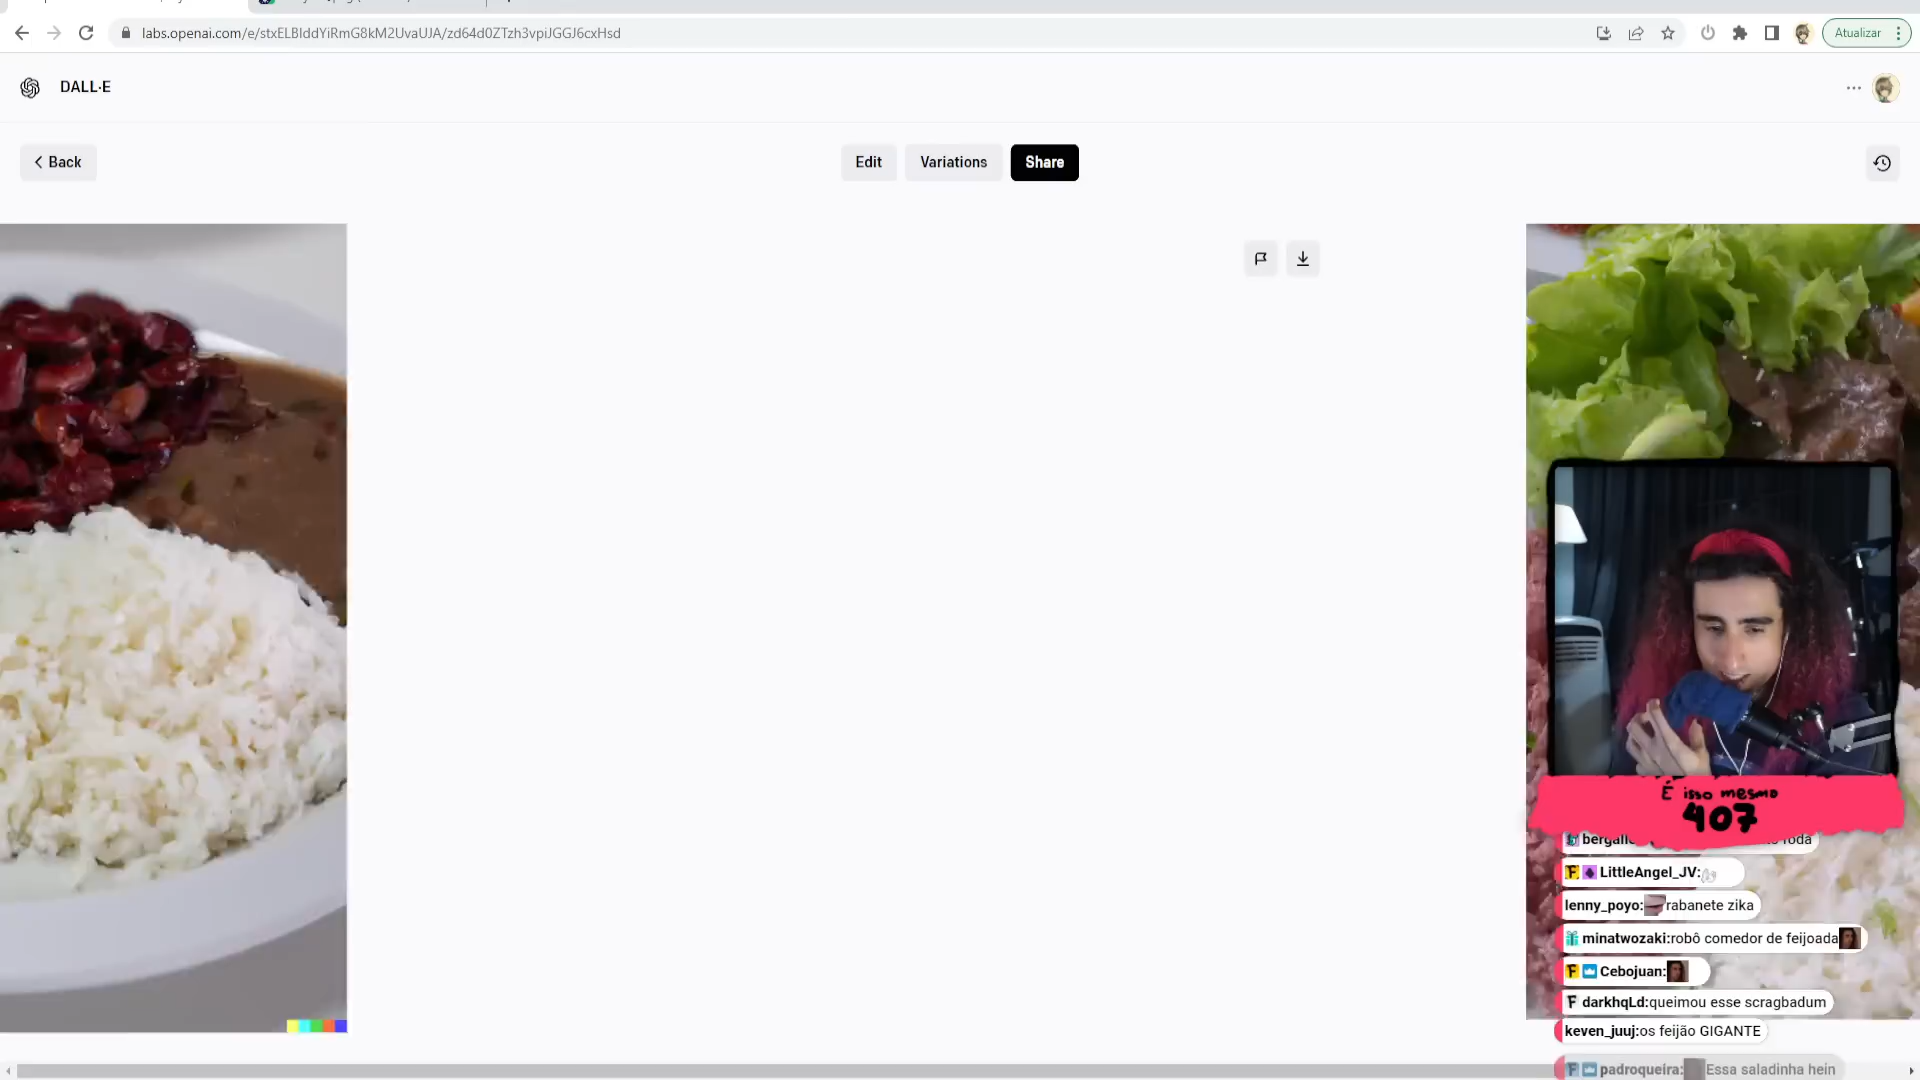 labs.openai.com/e/stxELBlddYiRmG8kM2UvaUJA/zd64d0ZTzh3vpiJGGJ6cxHsd
Atualizar
DALL·E
Back
Edit
Variations
Share
É isso mesmo
407
LittleAngel_JV:
lenny_poyo: rabanete zika
minatwozaki: robô comedor de feijoada
Cebojuan:
darkhqLd: queimou esse scragbadum
keven_juuj: os feijão GIGANTE
padroqueira: Essa saladinha hein